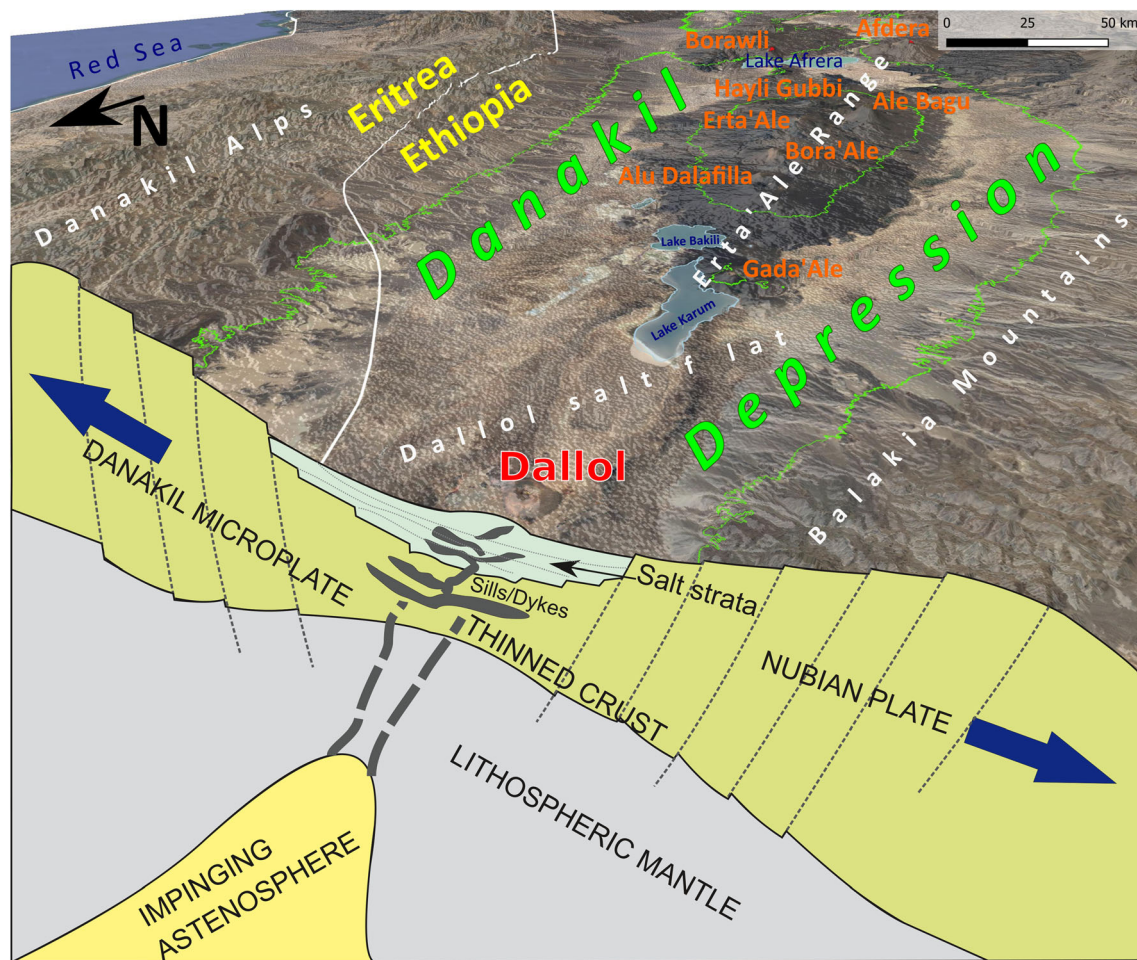 Red Sea
N
0 25 50 km
Borawli
Afdera
Lake Afrera
Hayli Gubbi
Ale Bagu
Erta'Ale
Bora'Ale
Alu Dalafilla
Erta'Ale Range
Eritrea
Ethiopia
Danakil Alps
Danakil
Depression
Lake Bakili
Gada'Ale
Lake Karum
Dallol salt flat
Balakia Mountains
Dallol
DANAKIL MICROPLATE
Sills/Dykes
Salt strata
THINNED CRUST
NUBIAN PLATE
LITHOSPHERIC MANTLE
IMPINGING
ASTENOSPHERE